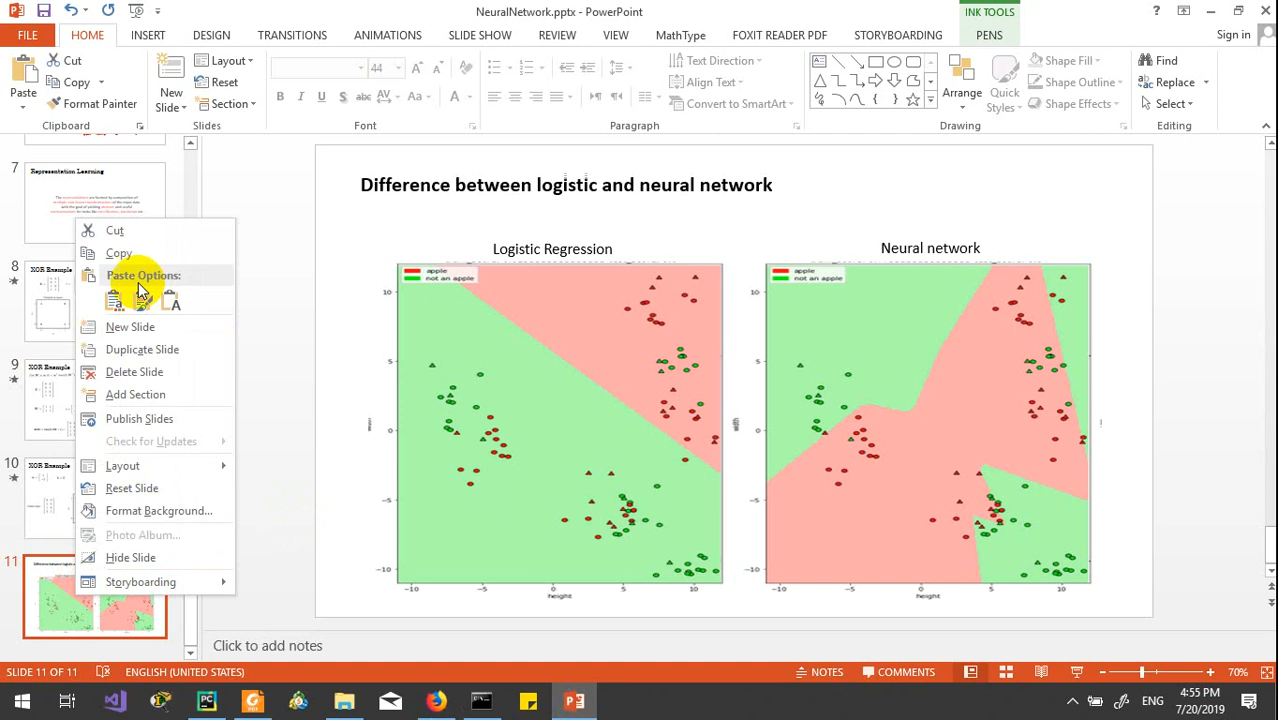 NeuralNetwork.pptx - PowerPoint
INK TOOLS
FILE HOME INSERT DESIGN TRANSITIONS ANIMATIONS SLIDE SHOW REVIEW VIEW MathType FOXIT READER PDF STORYBOARDING PENS Sign in
Cut
Copy
Format Painter
Paste
Clipboard
New Slide
Layout
Reset
Section
Slides
44
Font
Text Direction
Align Text
Convert to SmartArt
Paragraph
Arrange
Quick Styles
Shape Fill
Shape Outline
Shape Effects
Drawing
Find
Replace
Select
Editing
7
Representation Learning
8
XOR Example
9
XOR Example
10
XOR Example
11
Cut
Copy
Paste Options:
New Slide
Duplicate Slide
Delete Slide
Add Section
Publish Slides
Check for Updates
Layout
Reset Slide
Format Background...
Photo Album...
Hide Slide
Storyboarding
Difference between logistic and neural network
Logistic Regression
apple
not an apple
10
5
0
−5
−10
−10 −5 0 5 10
height
Neural network
apple
not an apple
width
10
5
0
−5
−10
−10 −5 0 5 10
height
Click to add notes
SLIDE 11 OF 11 ENGLISH (UNITED STATES) NOTES COMMENTS 70%
ENG
4:55 PM
7/20/2019